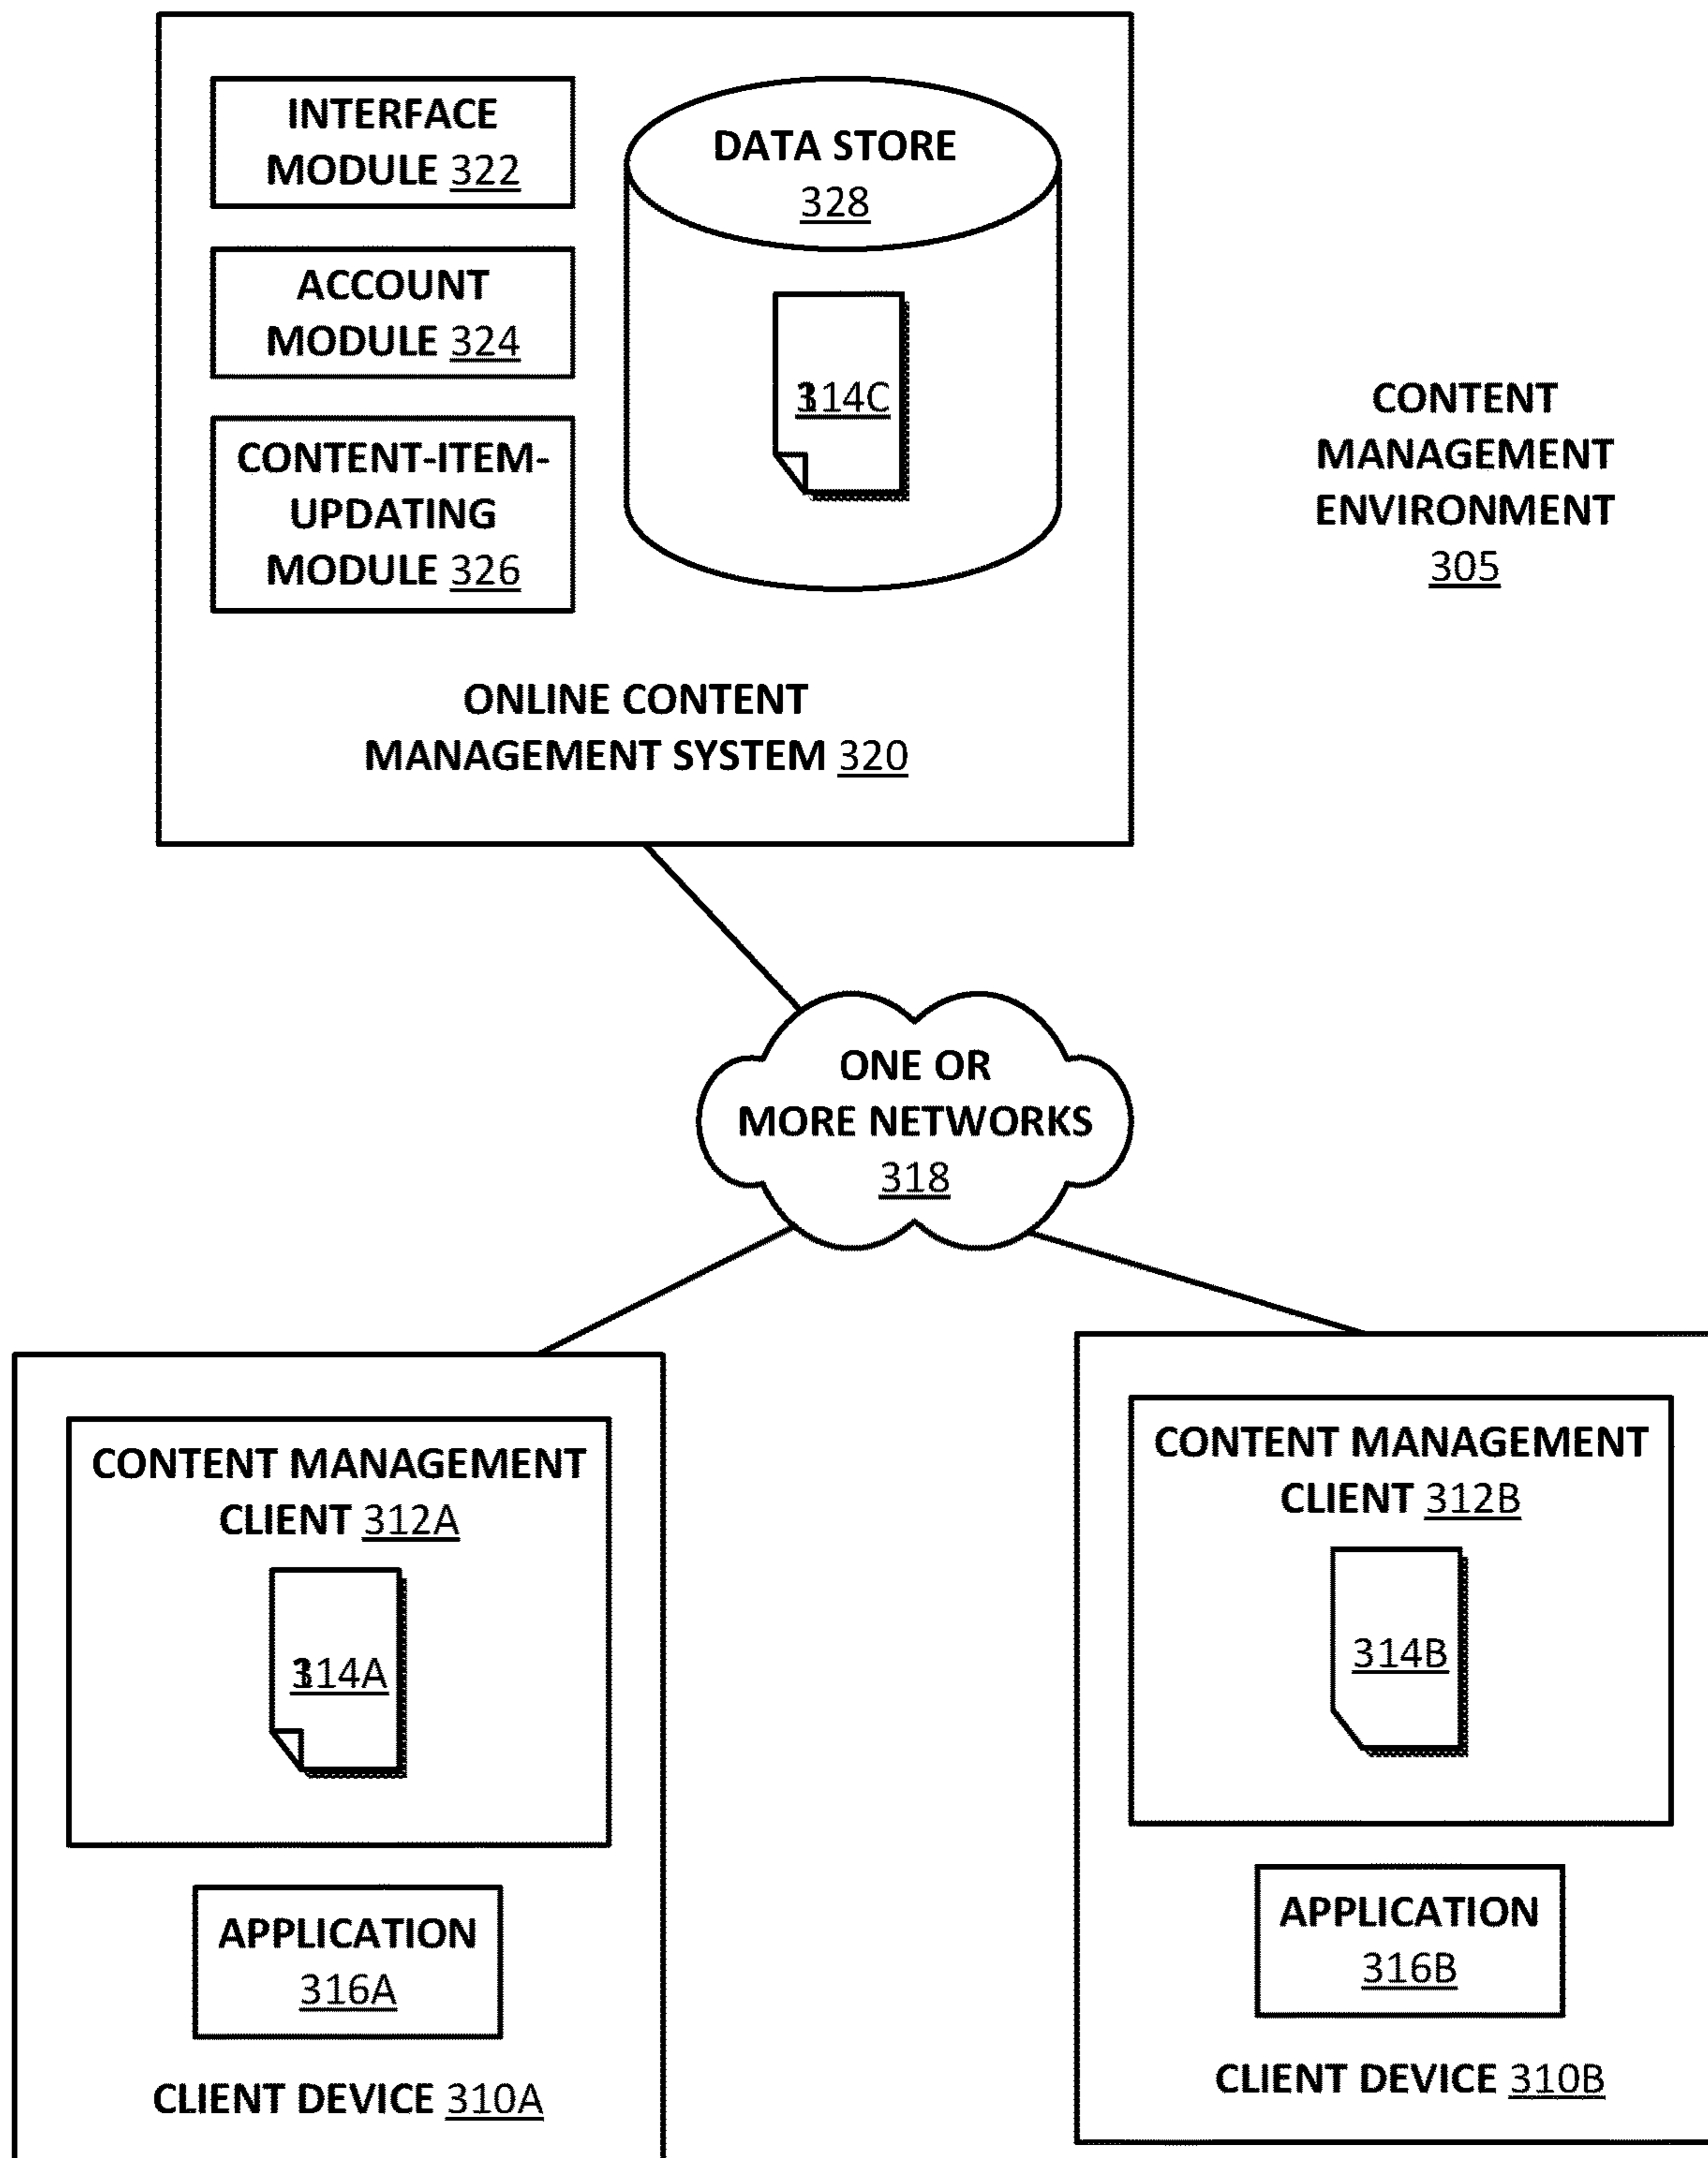 INTERFACE
MODULE 322
DATA STORE
328
ACCOUNT
MODULE 324
314C
CONTENT-ITEM-
UPDATING
MODULE 326
CONTENT
MANAGEMENT
ENVIRONMENT
305
ONLINE CONTENT
MANAGEMENT SYSTEM 320
ONE OR
MORE NETWORKS
318
CONTENT MANAGEMENT
CLIENT 312A
314A
APPLICATION
316A
CLIENT DEVICE 310A
CONTENT MANAGEMENT
CLIENT 312B
314B
APPLICATION
316B
CLIENT DEVICE 310B